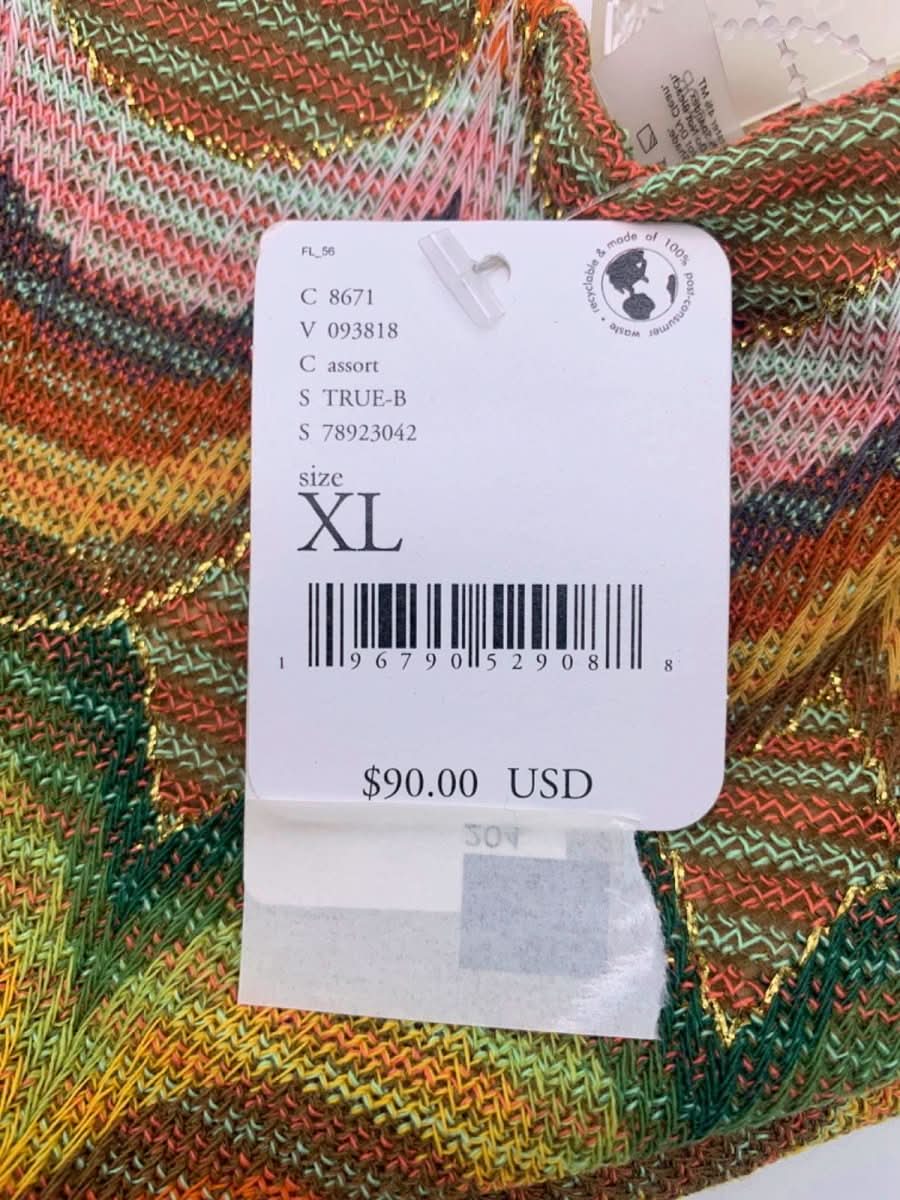 FL_56
recyclable & made of 100% post-consumer waste •
C 8671
V 093818
C assort
S TRUE-B
S 78923042
size
XL
1 96790 52908 8
$90.00 USD
204